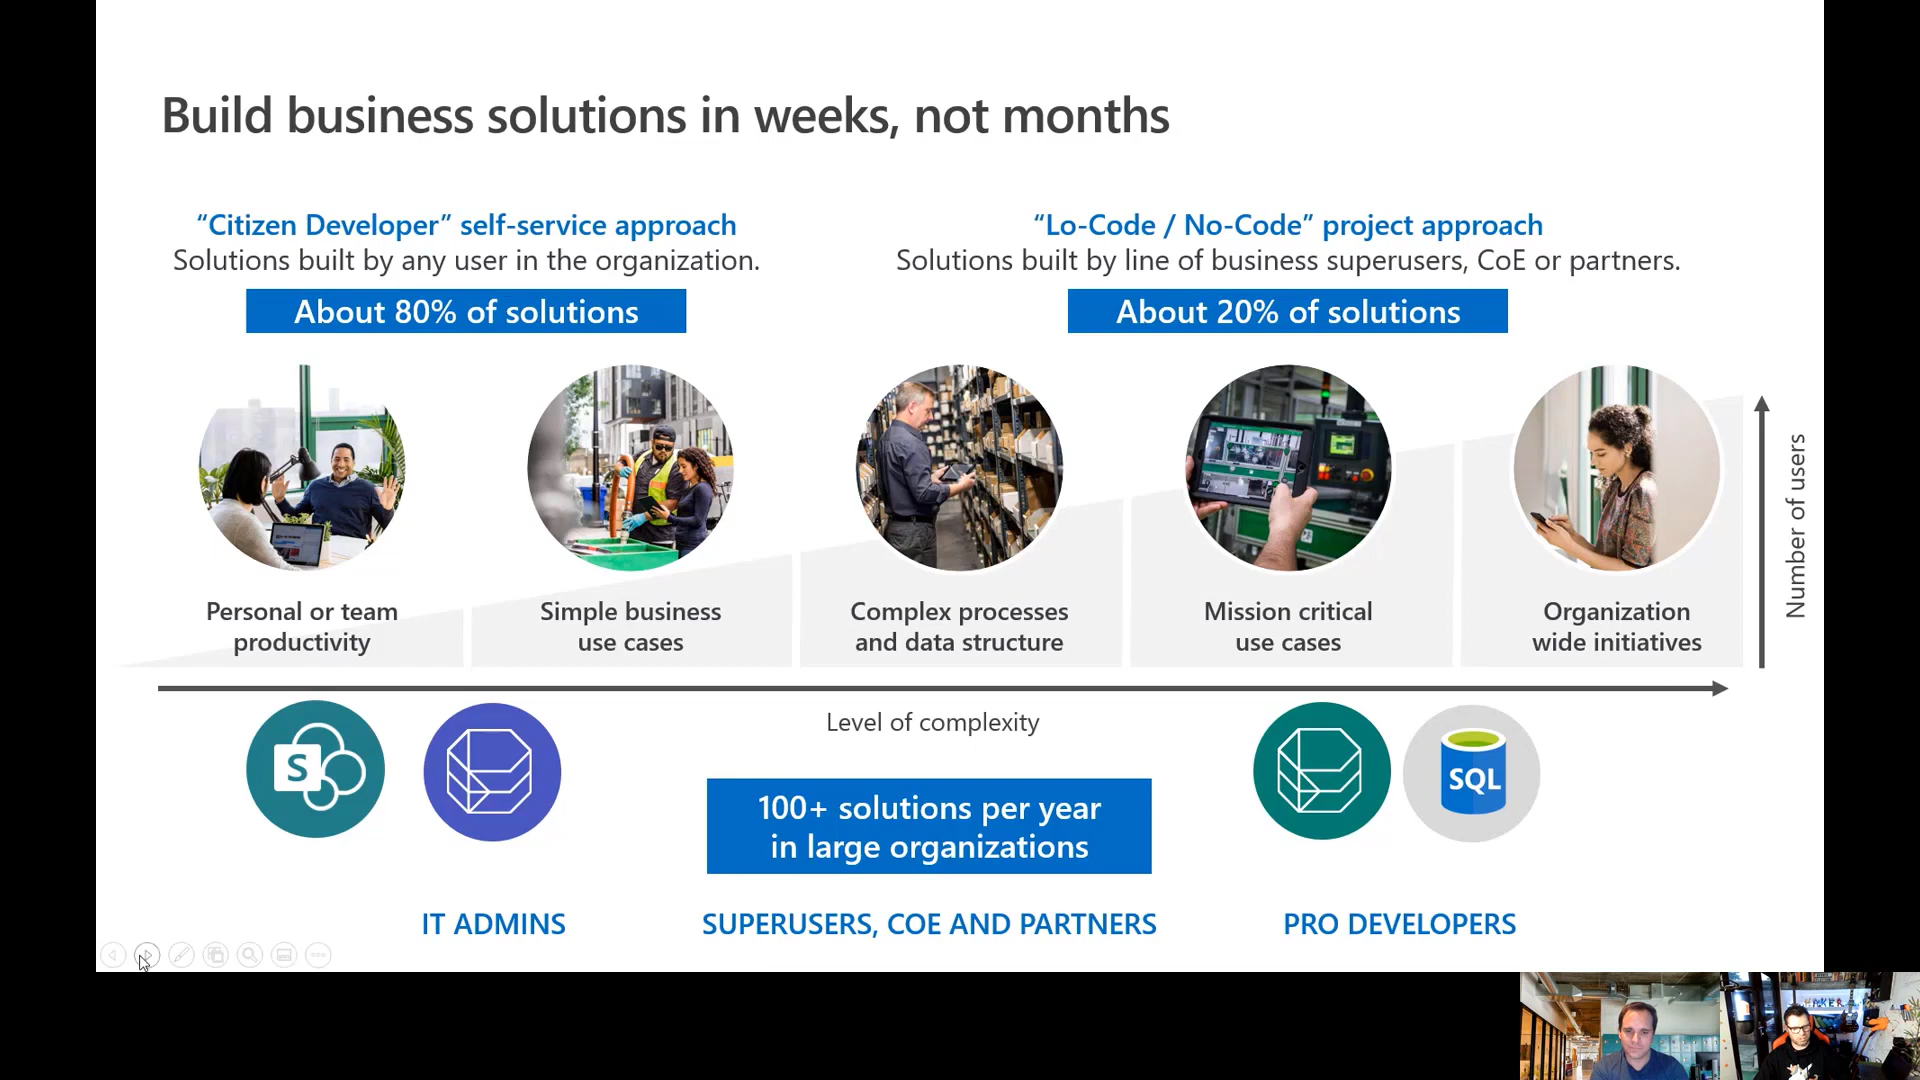 Build business solutions in weeks, not months
“Citizen Developer” self-service approach
Solutions built by any user in the organization.
About 80% of solutions
“Lo-Code / No-Code” project approach
Solutions built by line of business superusers, CoE or partners.
About 20% of solutions
Personal or team
productivity
Simple business
use cases
Complex processes
and data structure
Mission critical
use cases
Organization
wide initiatives
Number of users
Level of complexity
S
SQL
100+ solutions per year
in large organizations
IT ADMINS
SUPERUSERS, COE AND PARTNERS
PRO DEVELOPERS